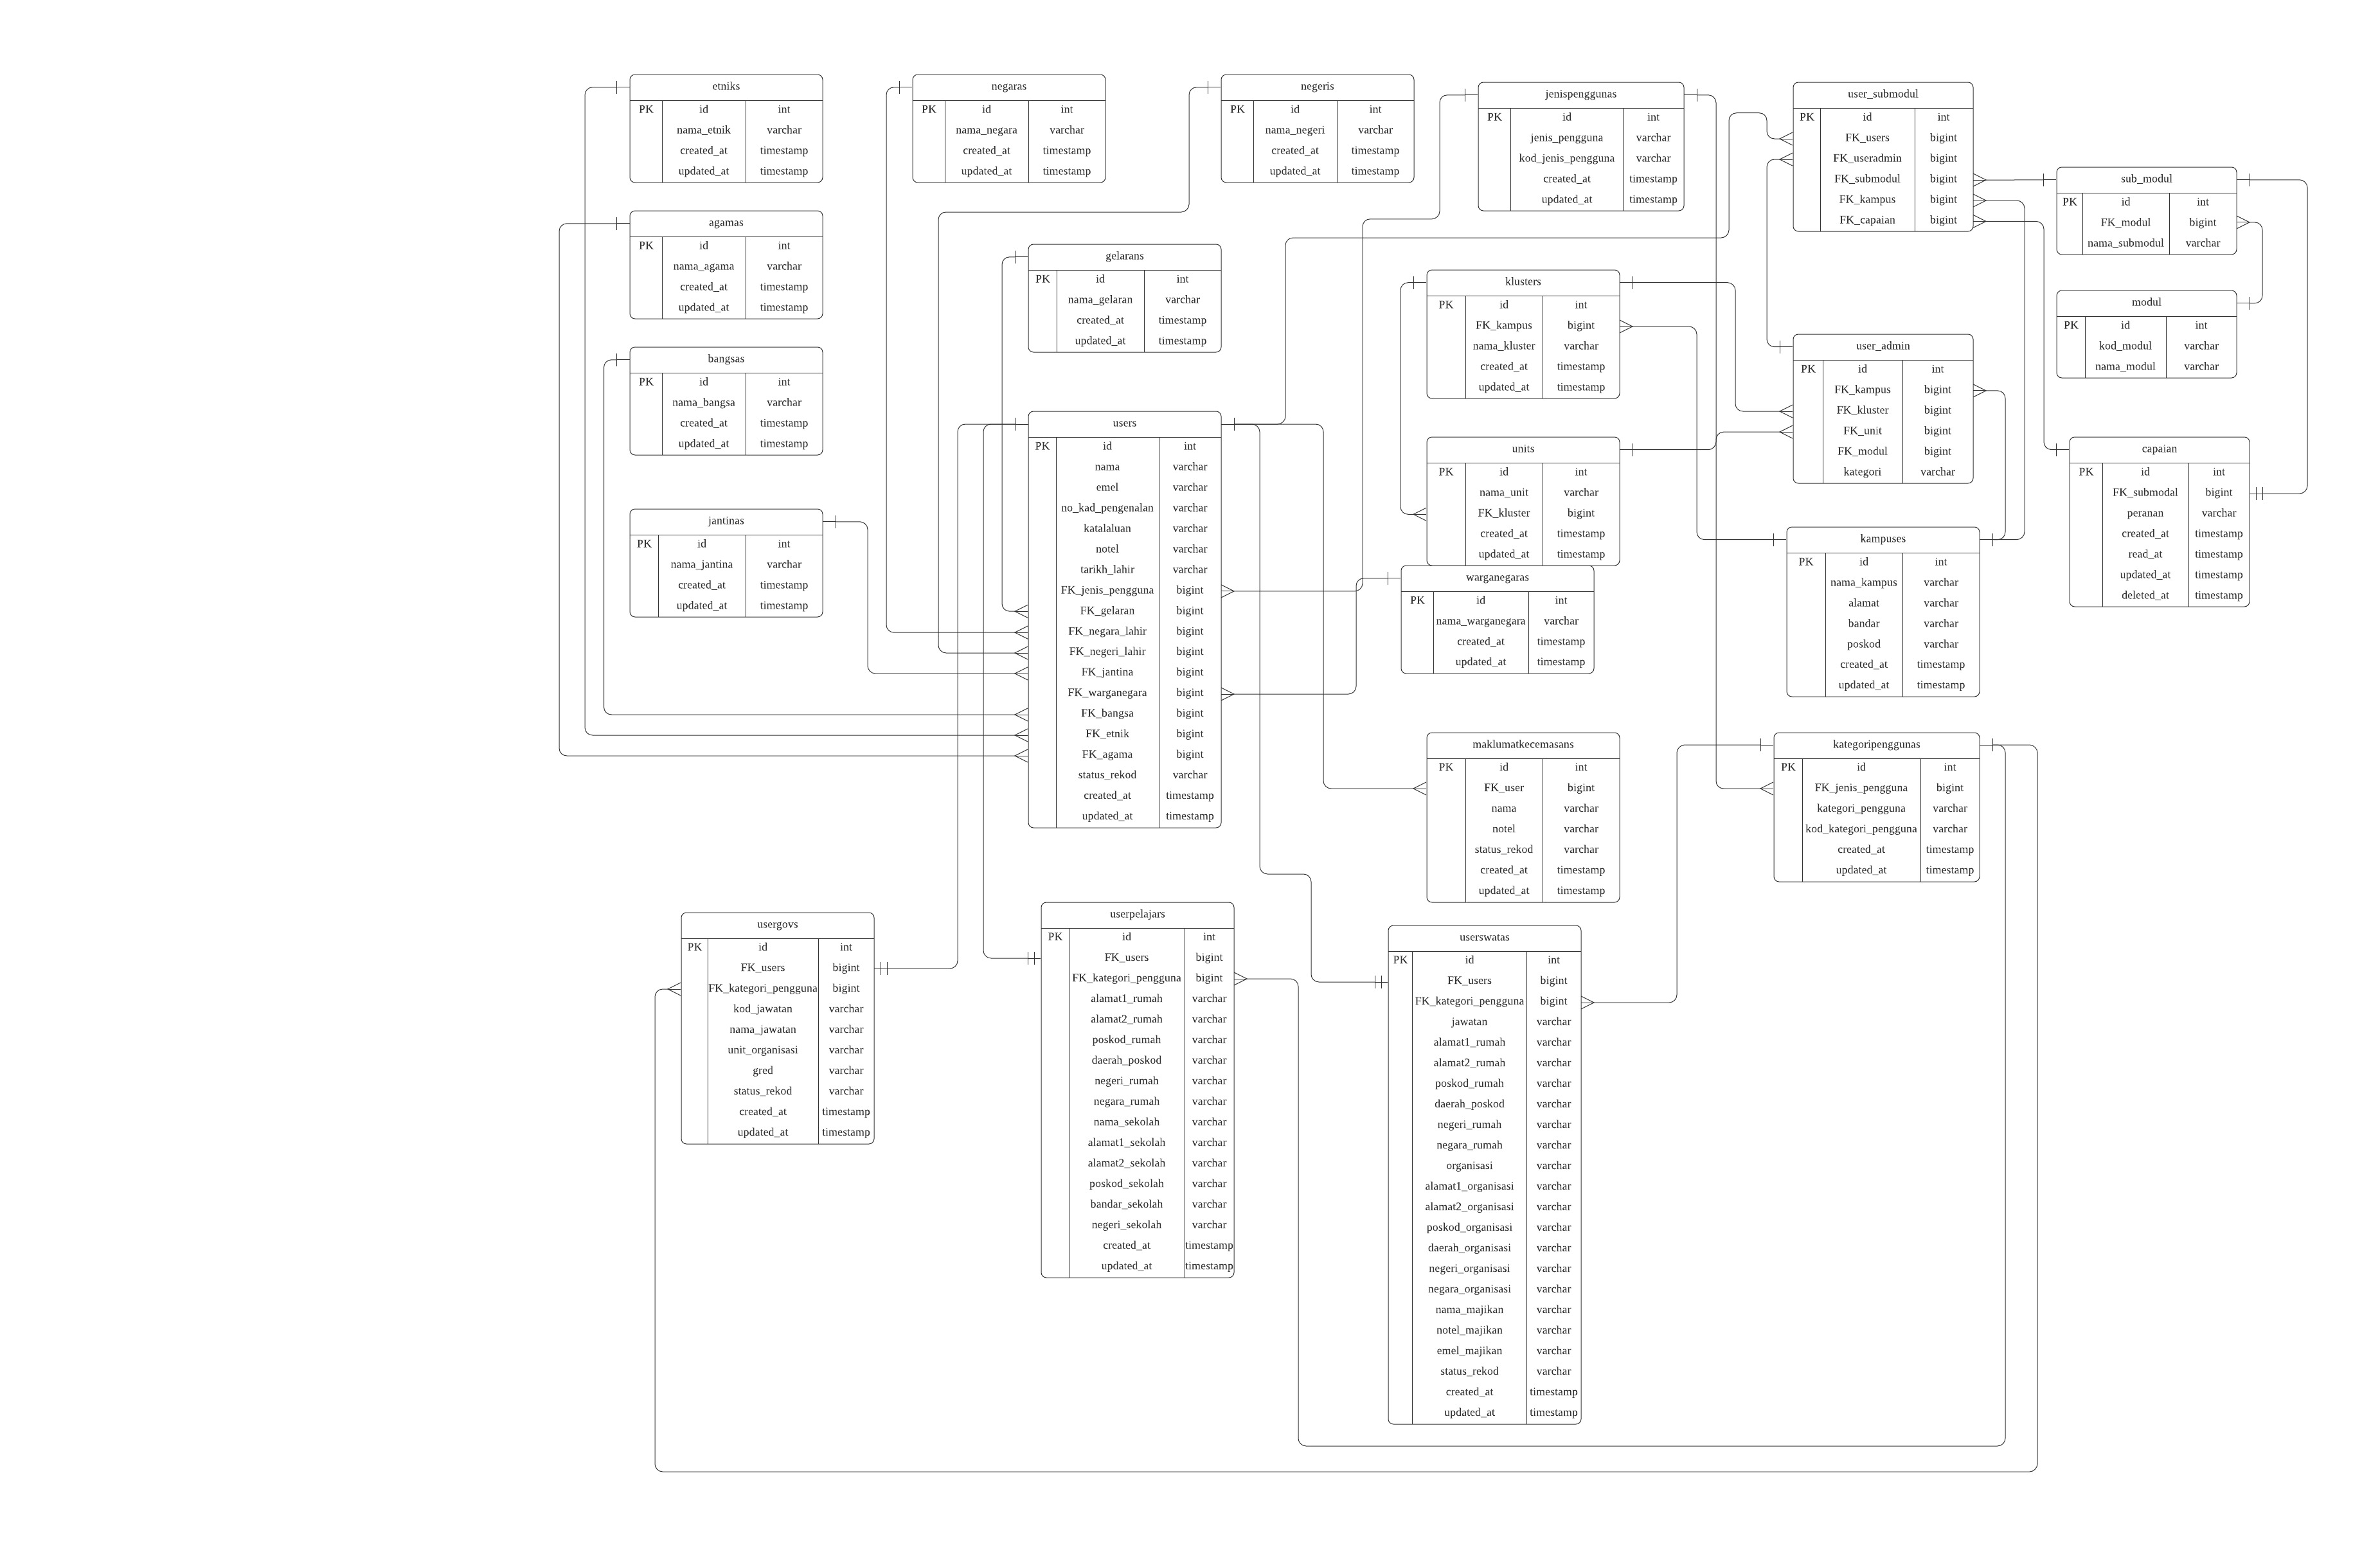 etniks
PK id int
nama_etnik varchar
created_at timestamp
updated_at timestamp
negaras
PK id int
nama_negara varchar
created_at timestamp
updated_at timestamp
negeris
PK id int
nama_negeri varchar
created_at timestamp
updated_at timestamp
jenispenggunas
PK id int
jenis_pengguna varchar
kod_jenis_pengguna varchar
created_at timestamp
updated_at timestamp
user_submodul
PK id int
FK_users bigint
FK_useradmin bigint
FK_submodul bigint
FK_kampus bigint
FK_capaian bigint
sub_modul
PK id int
FK_modul bigint
nama_submodul varchar
agamas
PK id int
nama_agama varchar
created_at timestamp
updated_at timestamp
gelarans
PK id int
nama_gelaran varchar
created_at timestamp
updated_at timestamp
klusters
PK id int
FK_kampus bigint
nama_kluster varchar
created_at timestamp
updated_at timestamp
modul
PK id int
kod_modul varchar
nama_modul varchar
user_admin
PK id int
FK_kampus bigint
FK_kluster bigint
FK_unit bigint
FK_modul bigint
kategori varchar
bangsas
PK id int
nama_bangsa varchar
created_at timestamp
updated_at timestamp
users
PK id int
nama varchar
emel varchar
no_kad_pengenalan varchar
katalaluan varchar
notel varchar
tarikh_lahir varchar
FK_jenis_pengguna bigint
FK_gelaran bigint
FK_negara_lahir bigint
FK_negeri_lahir bigint
FK_jantina bigint
FK_warganegara bigint
FK_bangsa bigint
FK_etnik bigint
FK_agama bigint
status_rekod varchar
created_at timestamp
updated_at timestamp
units
PK id int
nama_unit varchar
FK_kluster bigint
created_at timestamp
updated_at timestamp
capaian
PK id int
FK_submodal bigint
peranan varchar
created_at timestamp
read_at timestamp
updated_at timestamp
deleted_at timestamp
jantinas
PK id int
nama_jantina varchar
created_at timestamp
updated_at timestamp
kampuses
PK id int
nama_kampus varchar
alamat varchar
bandar varchar
poskod varchar
created_at timestamp
updated_at timestamp
warganegaras
PK id int
nama_warganegara varchar
created_at timestamp
updated_at timestamp
maklumatkecemasans
PK id int
FK_user bigint
nama varchar
notel varchar
status_rekod varchar
created_at timestamp
updated_at timestamp
kategoripenggunas
PK id int
FK_jenis_pengguna bigint
kategori_pengguna varchar
kod_kategori_pengguna varchar
created_at timestamp
updated_at timestamp
usergovs
PK id int
FK_users bigint
FK_kategori_pengguna bigint
kod_jawatan varchar
nama_jawatan varchar
unit_organisasi varchar
gred varchar
status_rekod varchar
created_at timestamp
updated_at timestamp
userpelajars
PK id int
FK_users bigint
FK_kategori_pengguna bigint
alamat1_rumah varchar
alamat2_rumah varchar
poskod_rumah varchar
daerah_poskod varchar
negeri_rumah varchar
negara_rumah varchar
nama_sekolah varchar
alamat1_sekolah varchar
alamat2_sekolah varchar
poskod_sekolah varchar
bandar_sekolah varchar
negeri_sekolah varchar
created_at timestamp
updated_at timestamp
userswatas
PK id int
FK_users bigint
FK_kategori_pengguna bigint
jawatan varchar
alamat1_rumah varchar
alamat2_rumah varchar
poskod_rumah varchar
daerah_poskod varchar
negeri_rumah varchar
negara_rumah varchar
organisasi varchar
alamat1_organisasi varchar
alamat2_organisasi varchar
poskod_organisasi varchar
daerah_organisasi varchar
negeri_organisasi varchar
negara_organisasi varchar
nama_majikan varchar
notel_majikan varchar
emel_majikan varchar
status_rekod varchar
created_at timestamp
updated_at timestamp